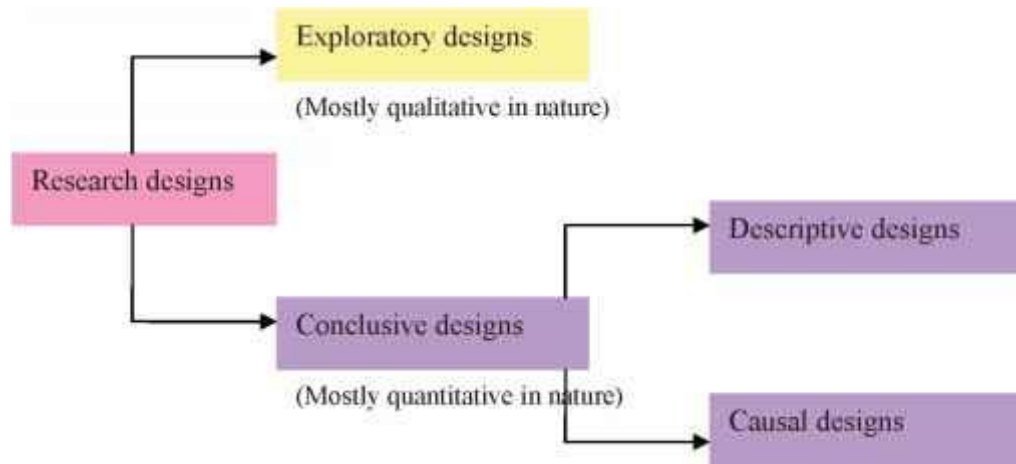 Exploratory designs
(Mostly qualitative in nature)
Research designs
Descriptive designs
Conclusive designs
(Mostly quantitative in nature)
Causal designs